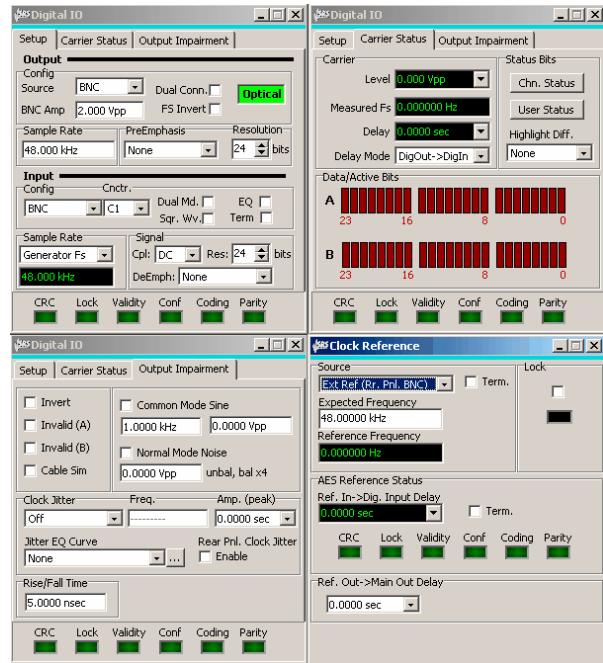 SRS Digital IO
Setup Carrier Status Output Impairment
Output
Config
Source BNC Dual Conn. Optical
BNC Amp 2.000 Vpp FS Invert
Sample Rate PreEmphasis Resolution
48.000 kHz None 24 bits
Input
Config Cnctr.
BNC C1 Dual Md. EQ
Sqr. Wv. Term
Sample Rate Signal
Generator Fs Cpl: DC Res: 24 bits
48.000 kHz DeEmph: None
CRC Lock Validity Conf Coding Parity
SRS Digital IO
Setup Carrier Status Output Impairment
Carrier Status Bits
Level 0.000 Vpp Chn. Status
Measured Fs 0.000000 Hz User Status
Delay 0.0000 sec Highlight Diff.
Delay Mode DigOut->DigIn None
Data/Active Bits
A
23 16 8 0
B
23 16 8 0
CRC Lock Validity Conf Coding Parity
SRS Digital IO
Setup Carrier Status Output Impairment
Invert Common Mode Sine
Invalid (A) 1.0000 kHz 0.0000 Vpp
Invalid (B) Normal Mode Noise
Cable Sim 0.0000 Vpp unbal, bal x4
Clock Jitter Freq. Amp. (peak)
Off --------- 0.0000 sec
Jitter EQ Curve Rear Pnl. Clock Jitter
None ... Enable
Rise/Fall Time
5.0000 nsec
CRC Lock Validity Conf Coding Parity
SRS Clock Reference
Source Lock
Ext Ref (Rr. Pnl. BNC) Term.
Expected Frequency
48.00000 kHz
Reference Frequency
0.000000 Hz
AES Reference Status
Ref. In->Dig. Input Delay
0.0000 sec Term.
CRC Lock Validity Conf Coding Parity
Ref. Out->Main Out Delay
0.0000 sec